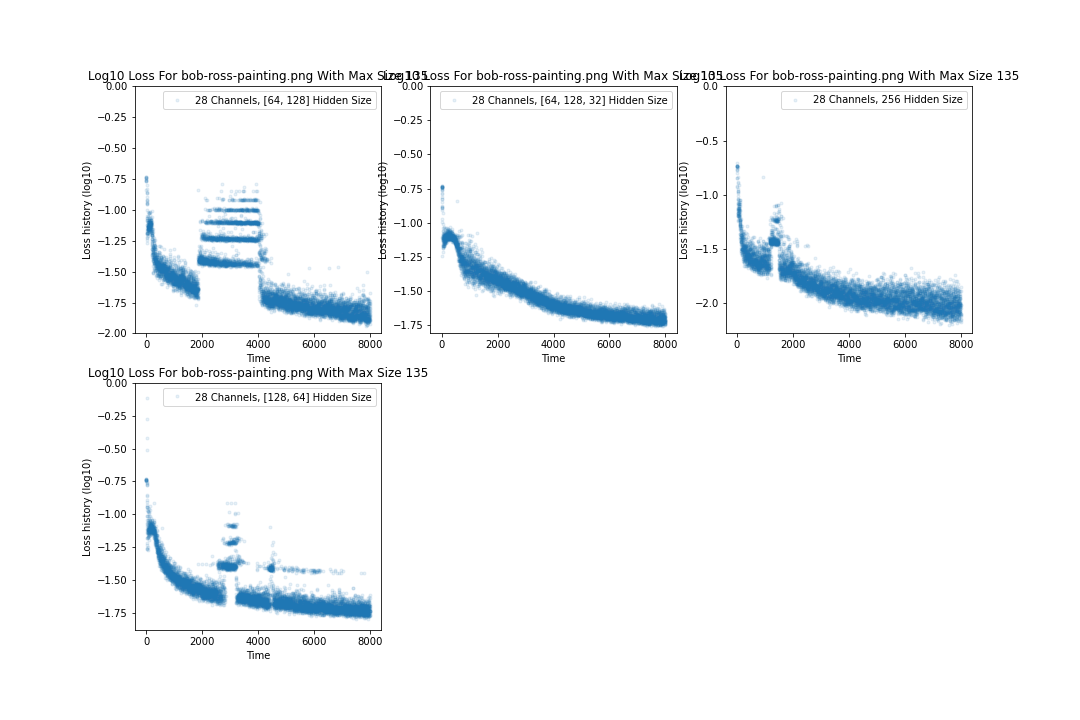 Log10 Loss For bob-ross-painting.png With Max Size 135
28 Channels, [64, 128] Hidden Size
Loss history (log10)
0.00
−0.25
−0.50
−0.75
−1.00
−1.25
−1.50
−1.75
−2.00
0 2000 4000 6000 8000
Time
Log10 Loss For bob-ross-painting.png With Max Size 135
28 Channels, [64, 128, 32] Hidden Size
Loss history (log10)
0.00
−0.25
−0.50
−0.75
−1.00
−1.25
−1.50
−1.75
0 2000 4000 6000 8000
Time
Log10 Loss For bob-ross-painting.png With Max Size 135
28 Channels, 256 Hidden Size
Loss history (log10)
0.0
−0.5
−1.0
−1.5
−2.0
0 2000 4000 6000 8000
Time
Log10 Loss For bob-ross-painting.png With Max Size 135
28 Channels, [128, 64] Hidden Size
Loss history (log10)
0.00
−0.25
−0.50
−0.75
−1.00
−1.25
−1.50
−1.75
0 2000 4000 6000 8000
Time